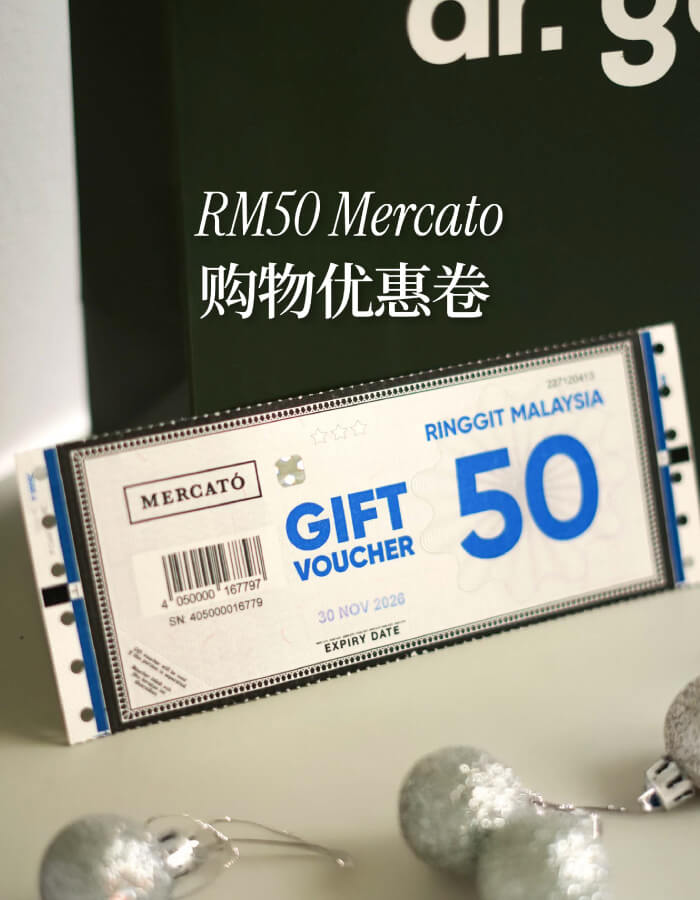 dr. g
RM50 Mercato
购物优惠卷
227120413
RINGGIT MALAYSIA
50
MERCATÓ
GIFT
VOUCHER
4 050000 167797
SN: 405000016779
30 NOV 2026
EXPIRY DATE